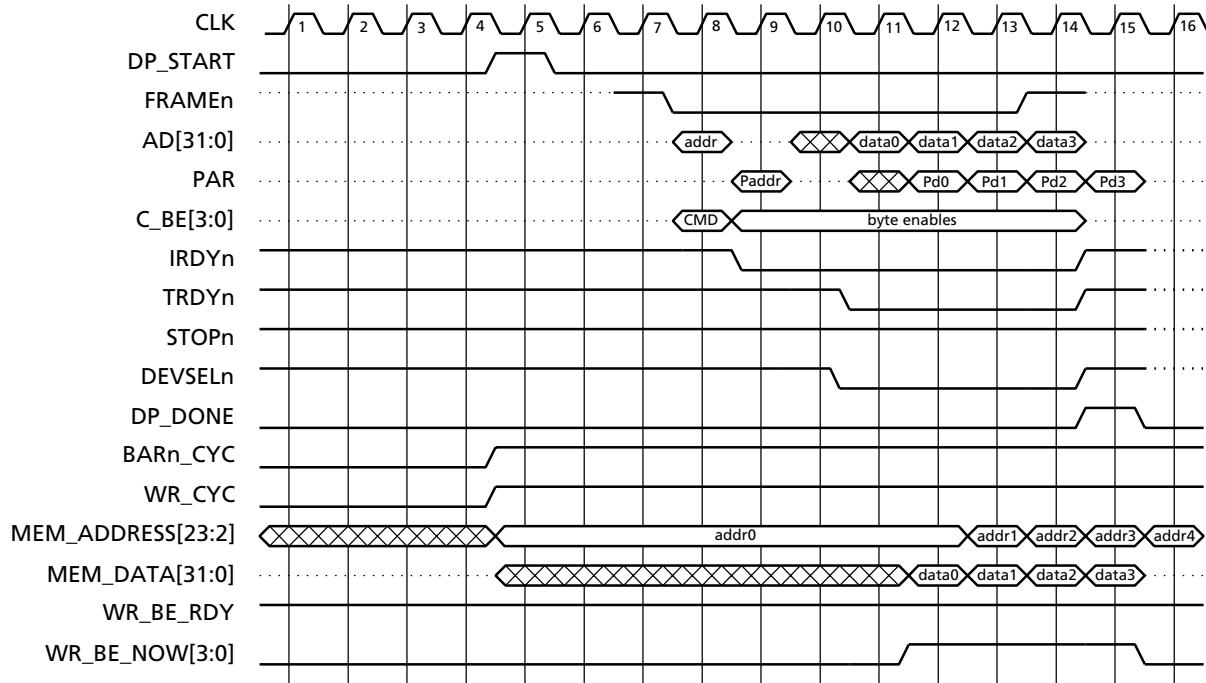 CLK 1 2 3 4 5 6 7 8 9 10 11 12 13 14 15 16
DP_START
FRAMEn
AD[31:0] addr data0 data1 data2 data3
PAR Paddr Pd0 Pd1 Pd2 Pd3
C_BE[3:0] CMD byte enables
IRDYn
TRDYn
STOPn
DEVSELn
DP_DONE
BARn_CYC
WR_CYC
MEM_ADDRESS[23:2] addr0 addr1 addr2 addr3 addr4
MEM_DATA[31:0] data0 data1 data2 data3
WR_BE_RDY
WR_BE_NOW[3:0]